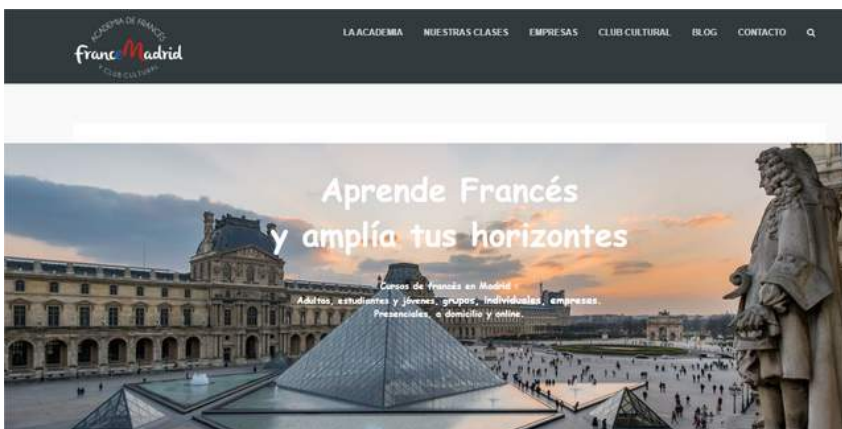 ACADEMIA DE FRANCÉS
franceMadrid
Y CLUB CULTURAL
LA ACADEMIA NUESTRAS CLASES EMPRESAS CLUB CULTURAL BLOG CONTACTO
Aprende Francés
y amplía tus horizontes
Cursos de francés en Madrid
Adultos, estudiantes y jóvenes, grupos, individuales, empresas.
Presenciales, a domicilio y online.